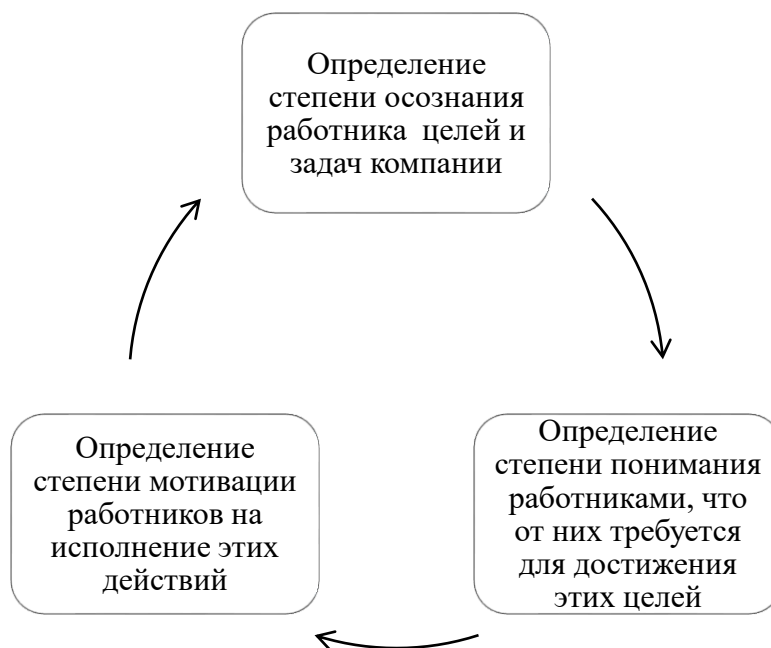 Определение
степени осознания
работника  целей и
задач компании
Определение
степени понимания
работниками, что
от них требуется
для достижения
этих целей
Определение
степени мотивации
работников на
исполнение этих
действий